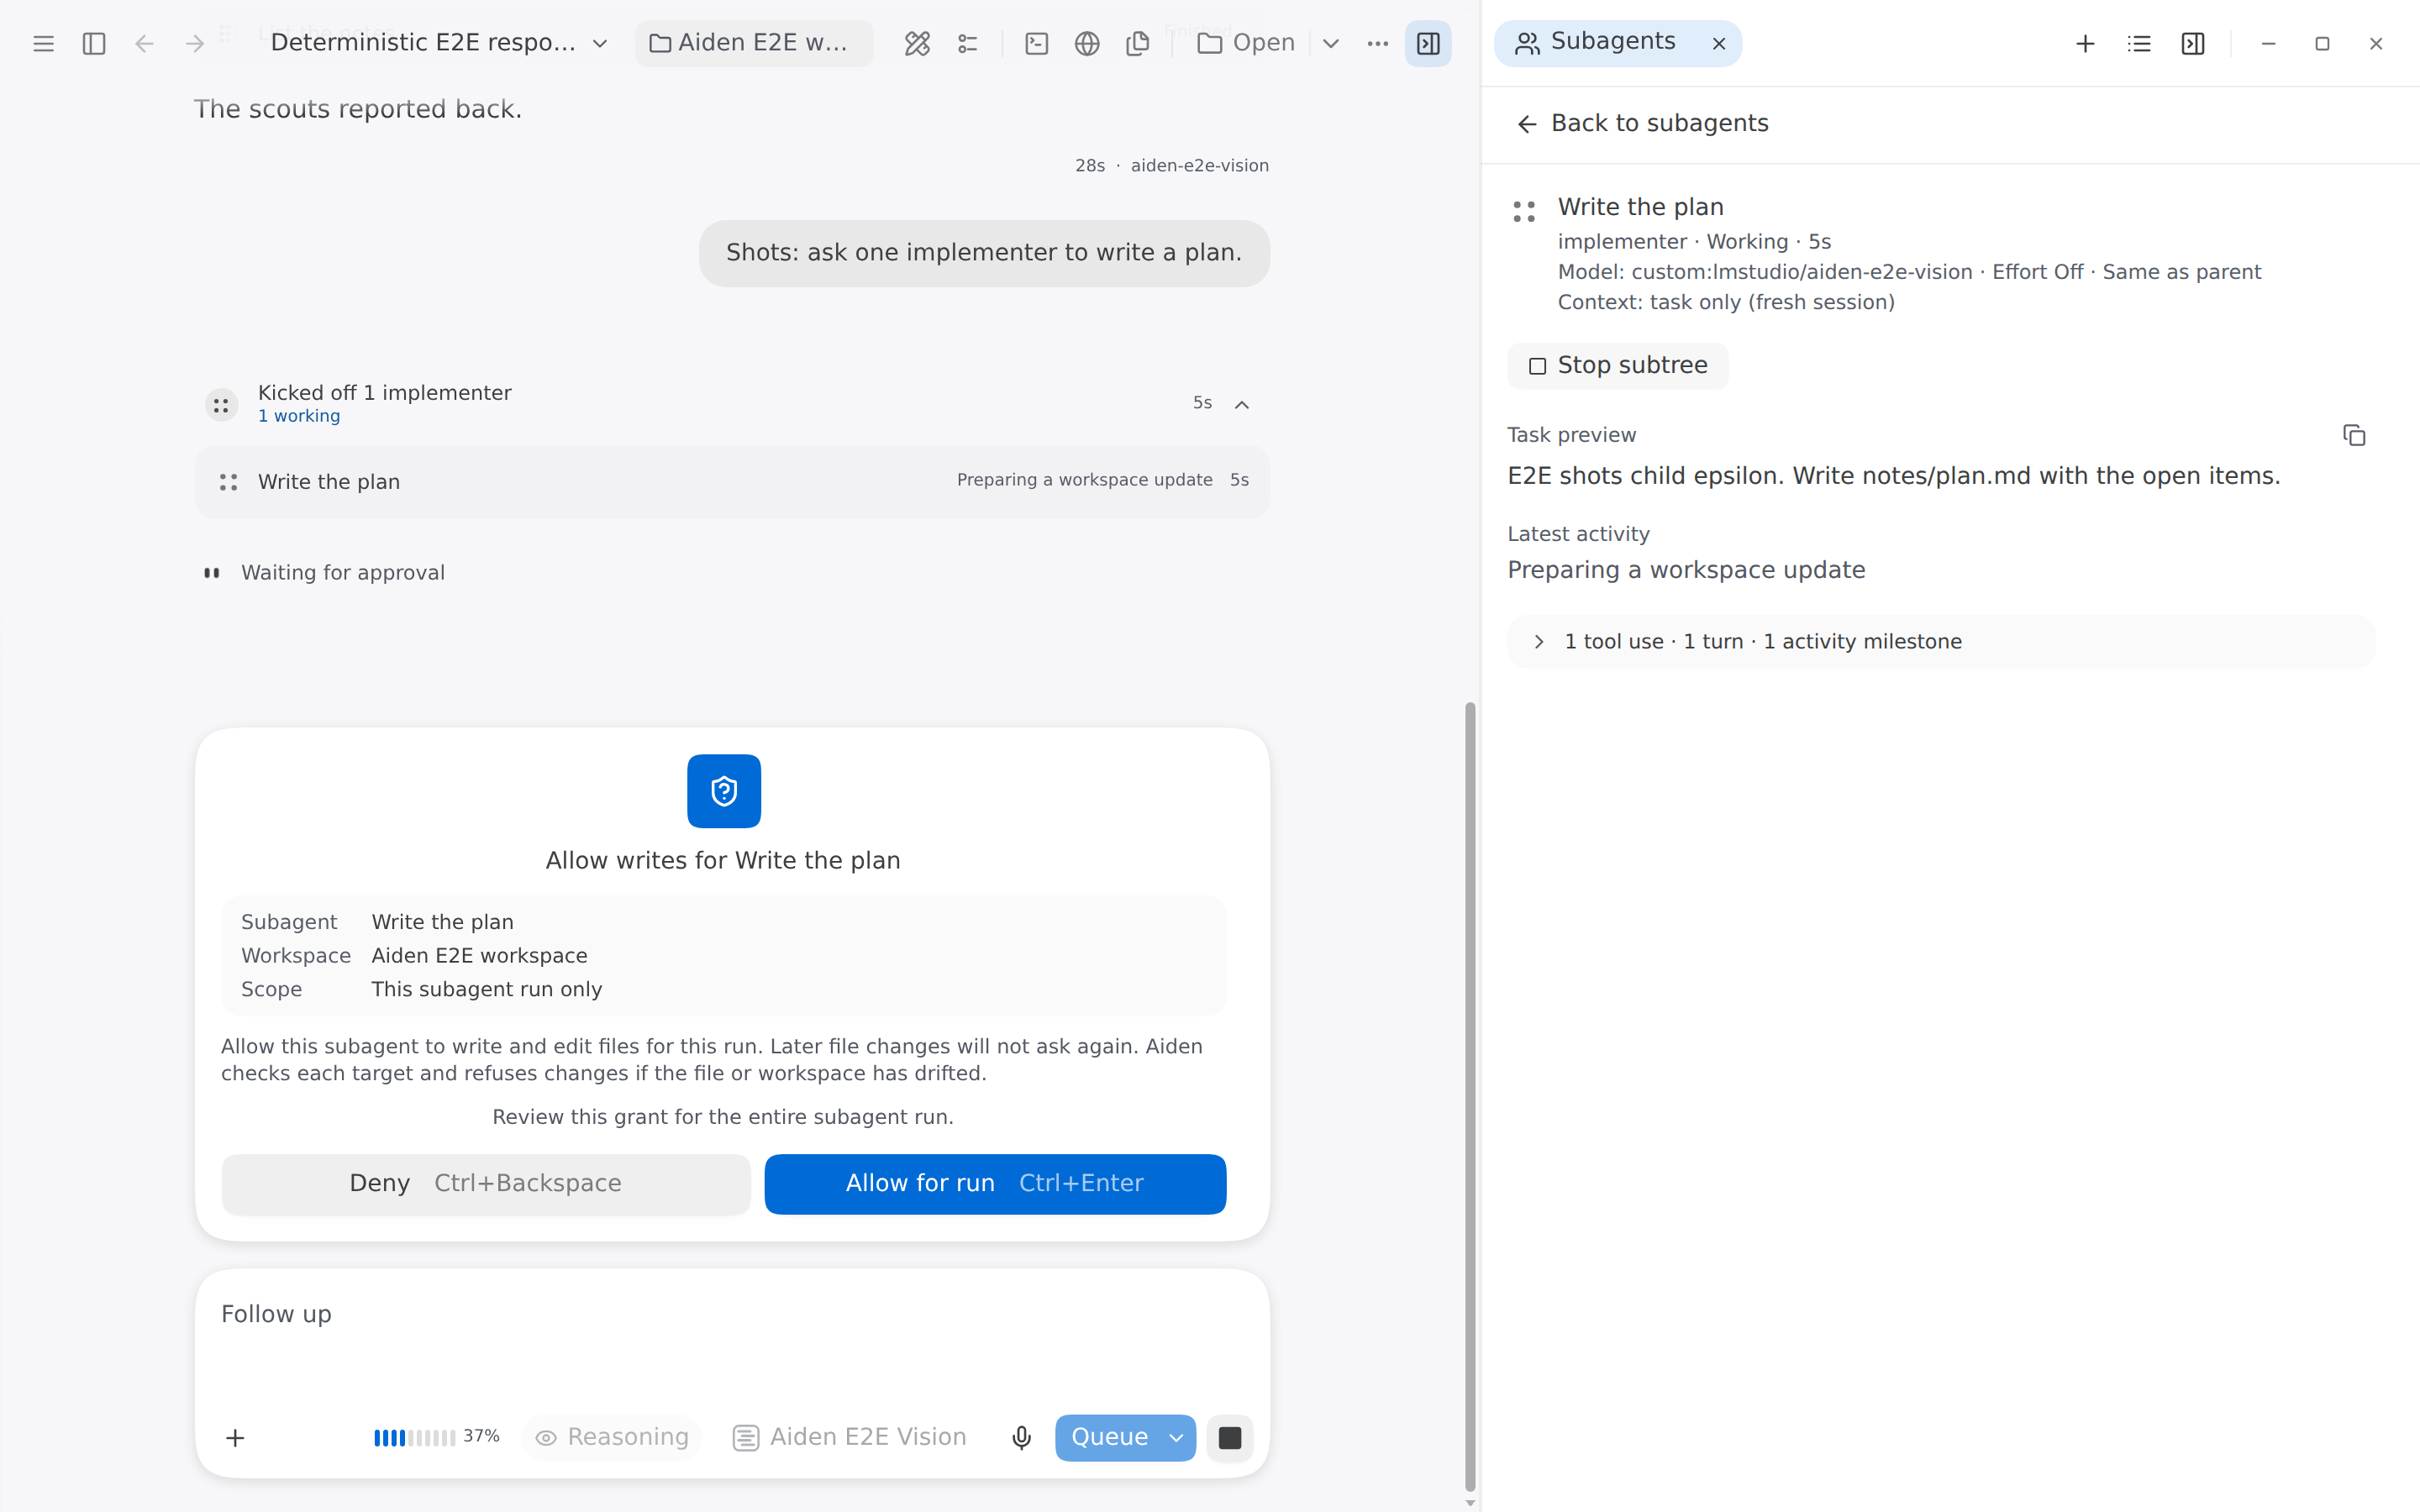 Deterministic E2E respo...
Aiden E2E w...
Open
Subagents
The scouts reported back.
28s · aiden-e2e-vision
Shots: ask one implementer to write a plan.
Kicked off 1 implementer
1 working
5s
Write the plan
Preparing a workspace update 5s
Waiting for approval
Allow writes for Write the plan
Subagent Write the plan
Workspace Aiden E2E workspace
Scope This subagent run only
Allow this subagent to write and edit files for this run. Later file changes will not ask again. Aiden
checks each target and refuses changes if the file or workspace has drifted.
Review this grant for the entire subagent run.
Deny Ctrl+Backspace
Allow for run Ctrl+Enter
Follow up
37%
Reasoning
Aiden E2E Vision
Queue
Back to subagents
Write the plan
implementer · Working · 5s
Model: custom:lmstudio/aiden-e2e-vision · Effort Off · Same as parent
Context: task only (fresh session)
Stop subtree
Task preview
E2E shots child epsilon. Write notes/plan.md with the open items.
Latest activity
Preparing a workspace update
1 tool use · 1 turn · 1 activity milestone